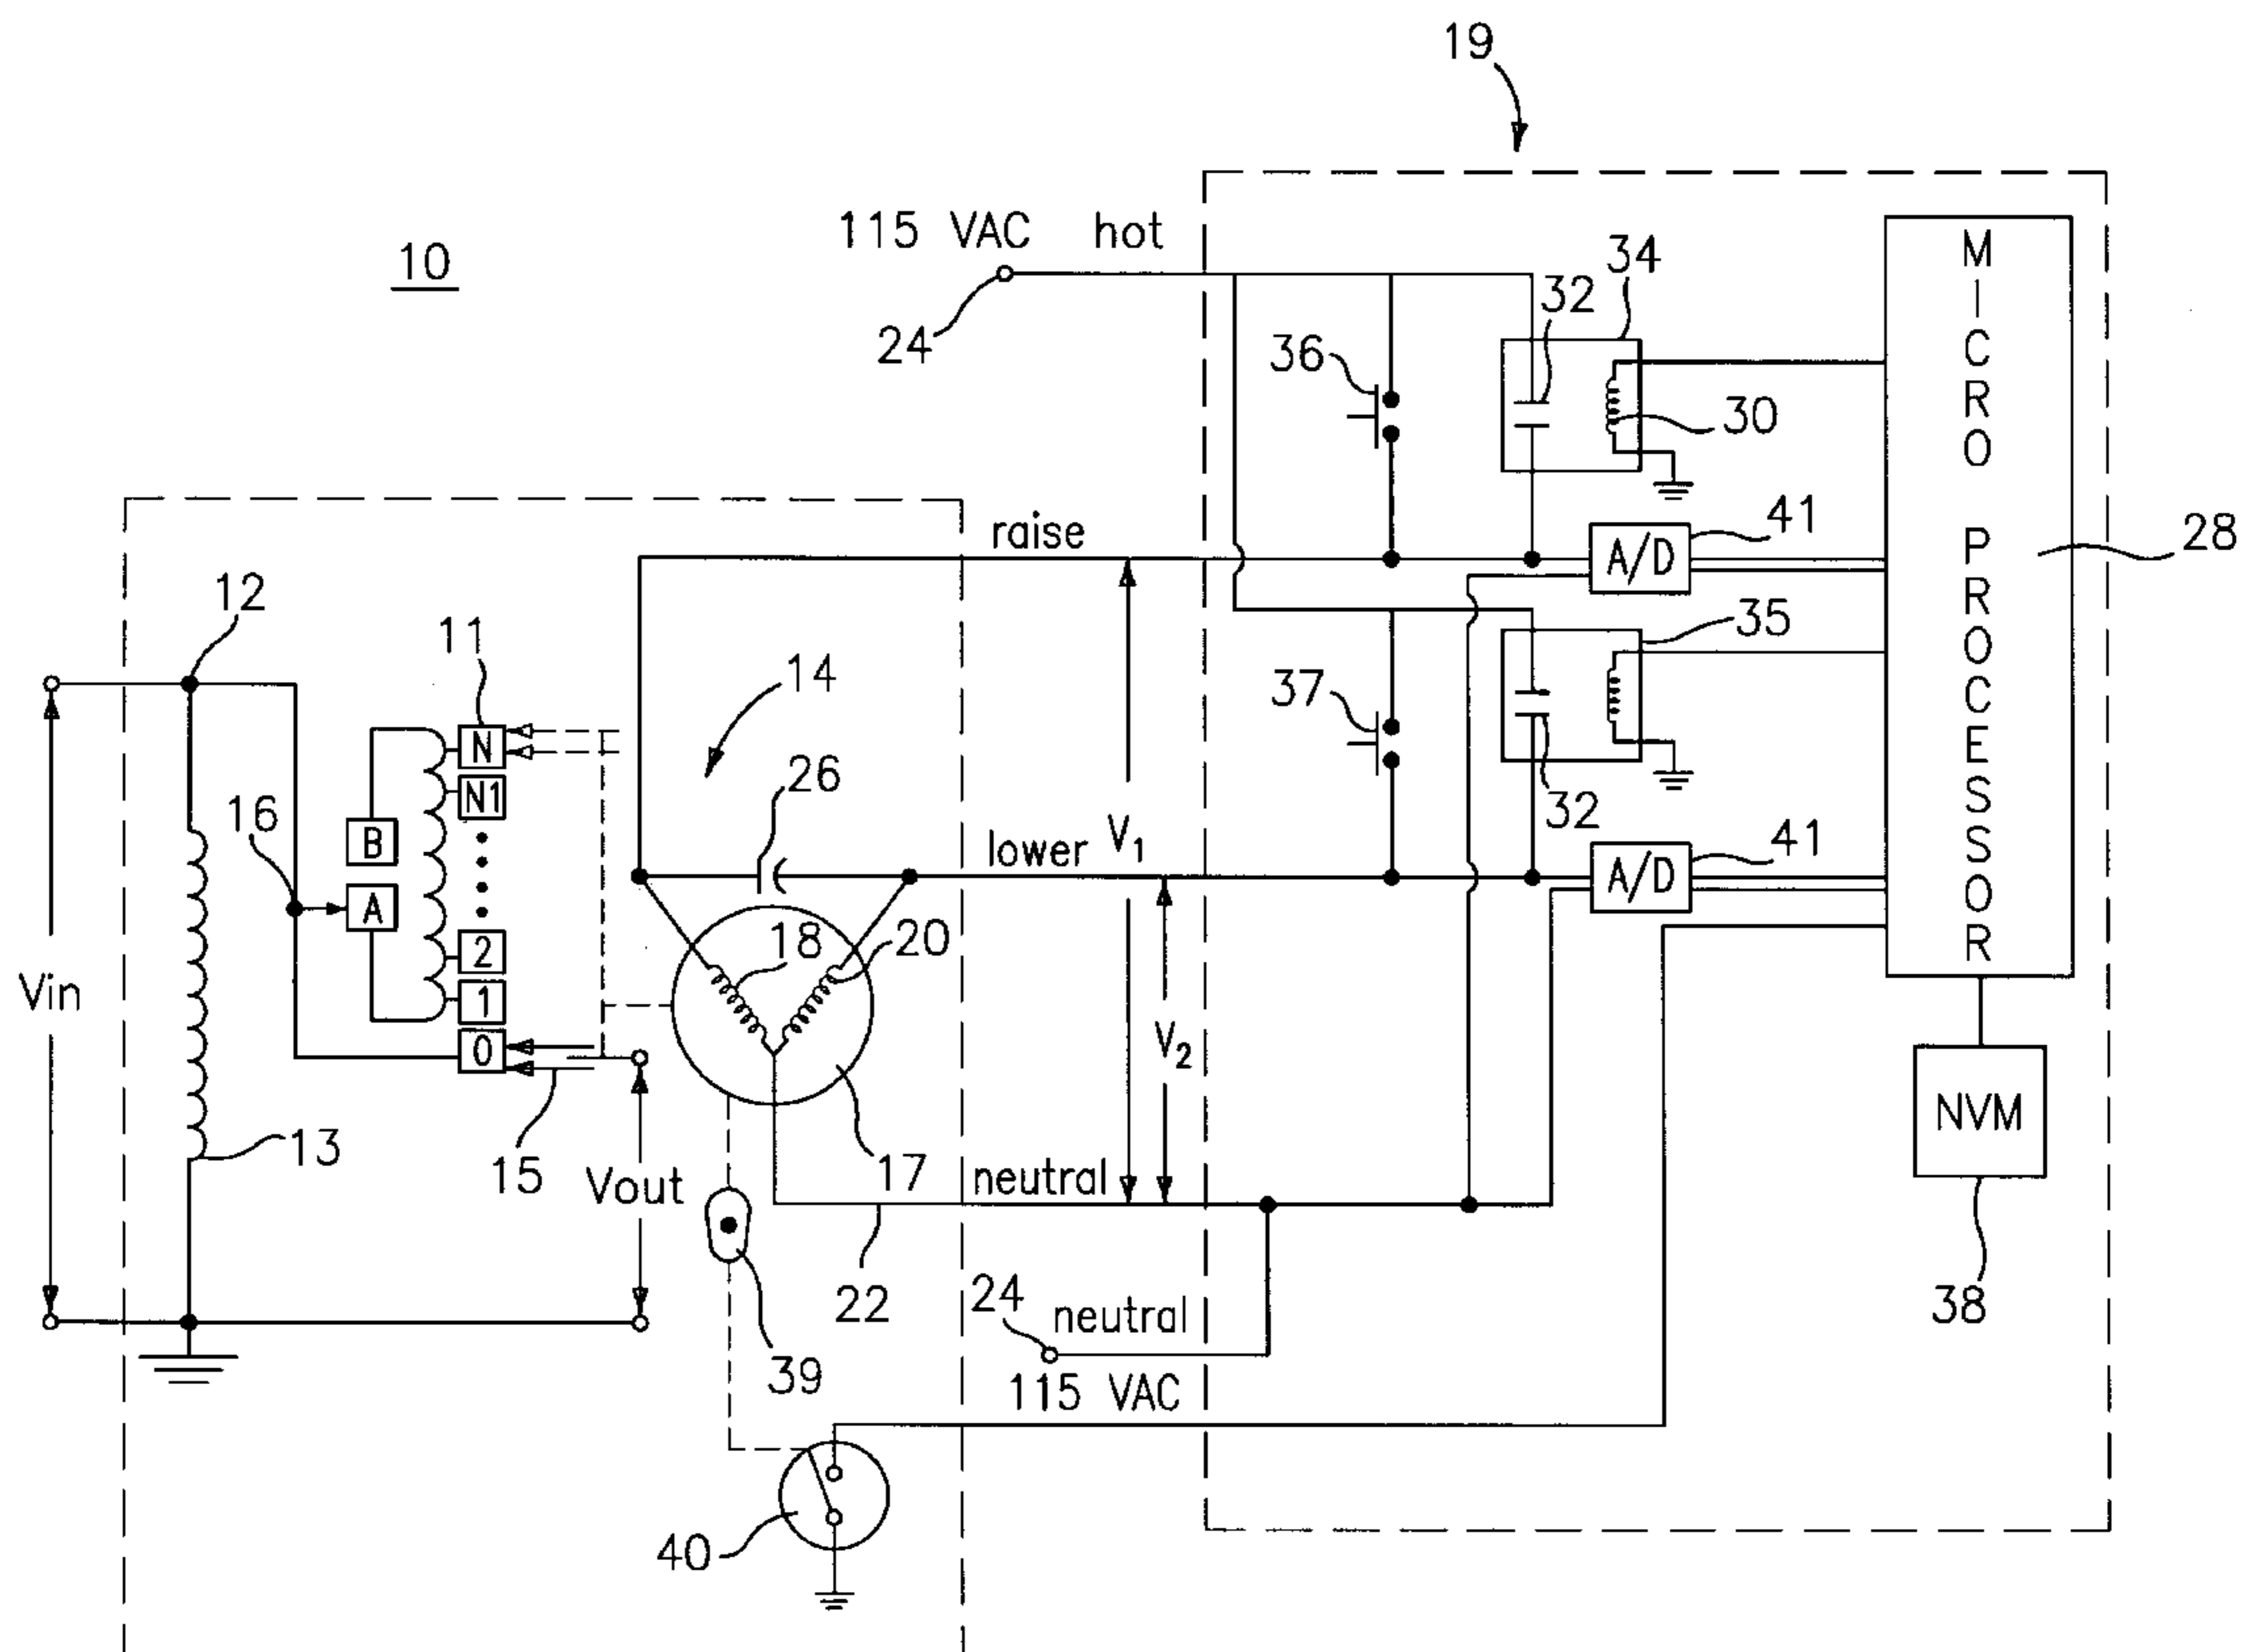 19
115 VAC hot
10
24
34
32
36
30
MICRO PROCESSOR
raise
41
A/D
28
12
11
35
14
37
N
N1
26
32
16
B
lower
V1
41
A/D
A
18
20
2
Vin
1
V2
0
NVM
13
15
Vout
17
neutral
22
24
neutral
38
39
115 VAC
40